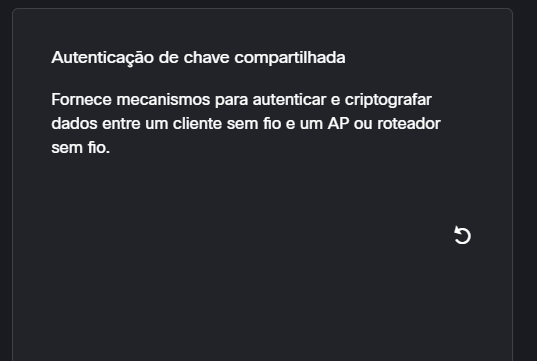 Autenticação de chave compartilhada
Fornece mecanismos para autenticar e criptografar
dados entre um cliente sem fio e um AP ou roteador
sem fio.